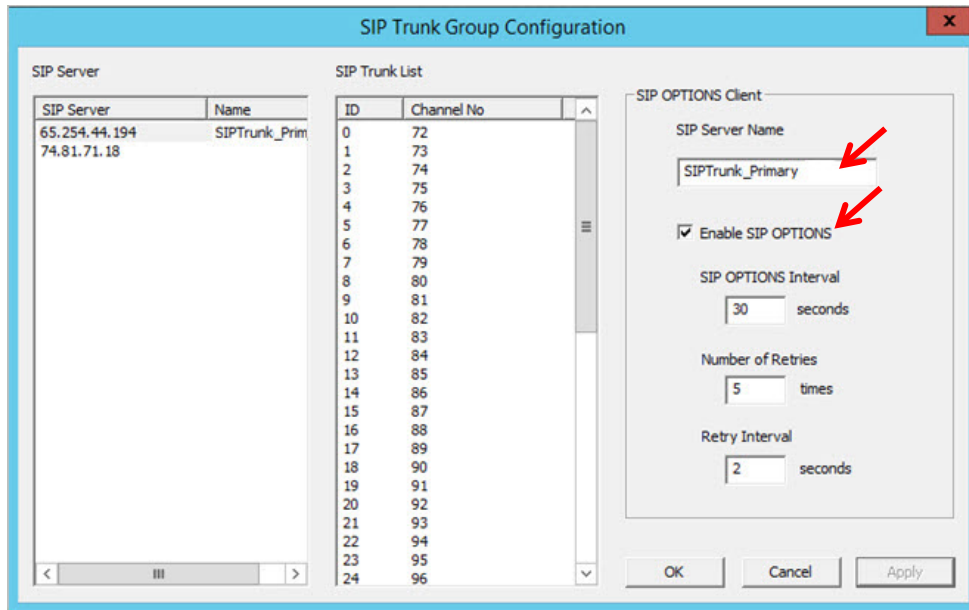 SIP Trunk Group Configuration
x
SIP Server
SIP Server Name
65.254.44.194 SIPTrunk_Prim
74.81.71.18
SIP Trunk List
ID Channel No
0 72
1 73
2 74
3 75
4 76
5 77
6 78
7 79
8 80
9 81
10 82
11 83
12 84
13 85
14 86
15 87
16 88
17 89
18 90
19 91
20 92
21 93
22 94
23 95
24 96
SIP OPTIONS Client
SIP Server Name
SIPTrunk_Primary
Enable SIP OPTIONS
SIP OPTIONS Interval
30 seconds
Number of Retries
5 times
Retry Interval
2 seconds
OK Cancel Apply